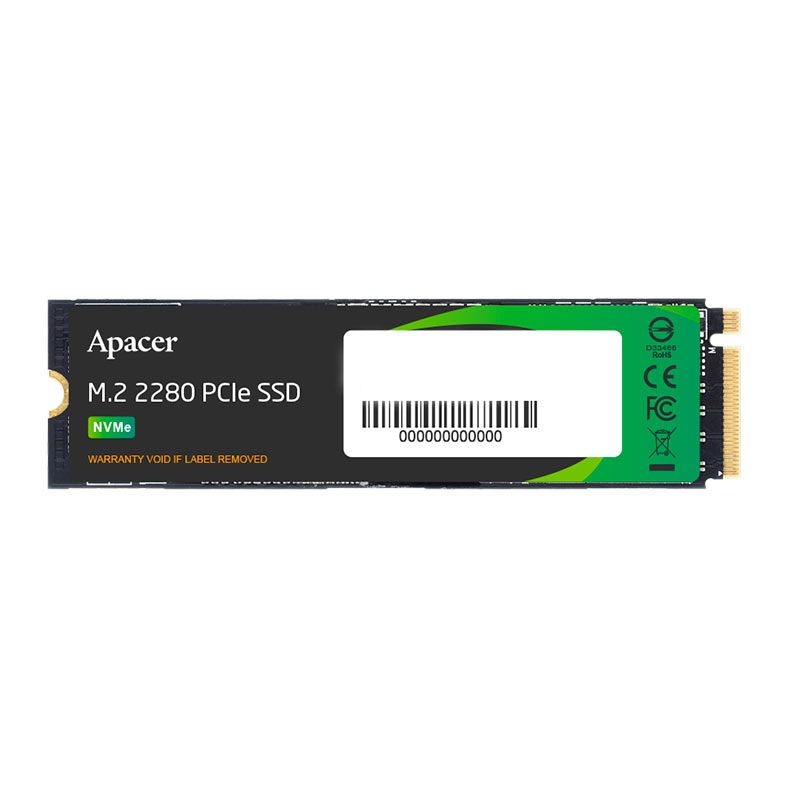 Apacer
M.2 2280 PCIe SSD
NVMe
WARRANTY VOID IF LABEL REMOVED
000000000000
D33466
RoHS
CE
FC
M